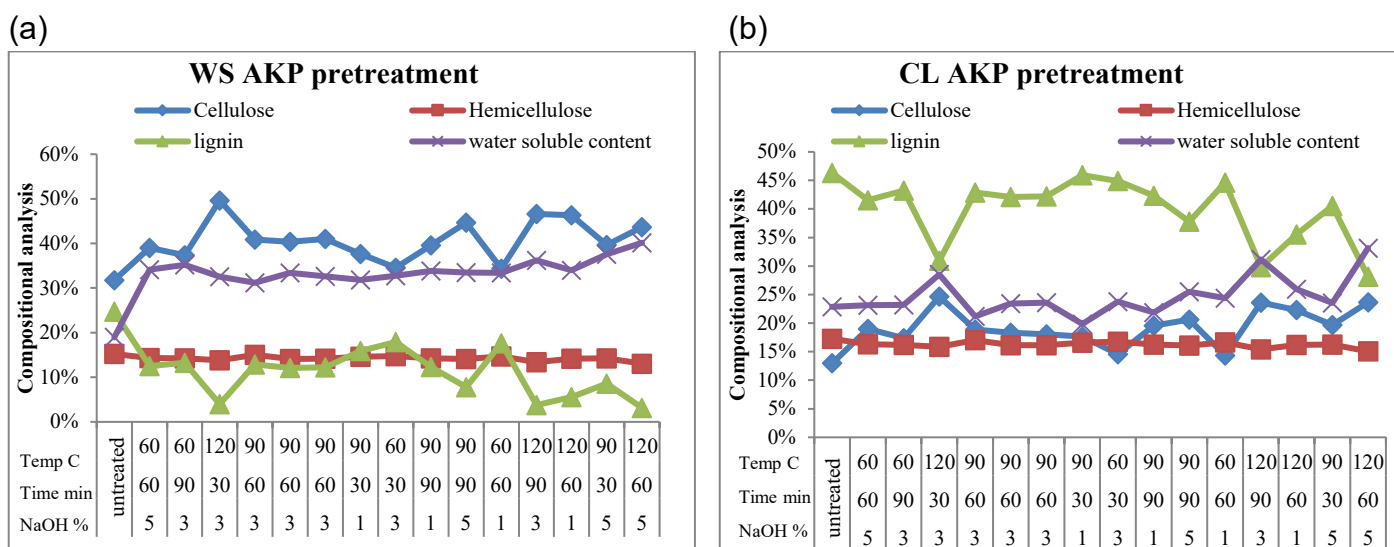 (a)
WS AKP pretreatment
Cellulose
Hemicellulose
lignin
water soluble content
Compositional analysis
60%
50%
40%
30%
20%
10%
0%
Temp C
Time min
NaOH %
untreated
60 60 120 90 90 90 90 60 90 90 60 120 120 90 120
60 90 30 60 60 60 30 30 90 90 60 90 60 30 60
5 3 3 3 3 3 1 3 1 5 1 3 1 5 5
(b)
CL AKP pretreatment
Cellulose
Hemicellulose
lignin
water soluble content
Compositional analysis
50%
45%
40%
35%
30%
25%
20%
15%
10%
5%
0%
Temp C
Time min
NaOH %
untreated
60 60 120 90 90 90 90 60 90 90 60 120 120 90 120
60 90 30 60 60 60 30 30 90 90 60 90 60 30 60
5 3 3 3 3 3 1 3 1 5 1 3 1 5 5